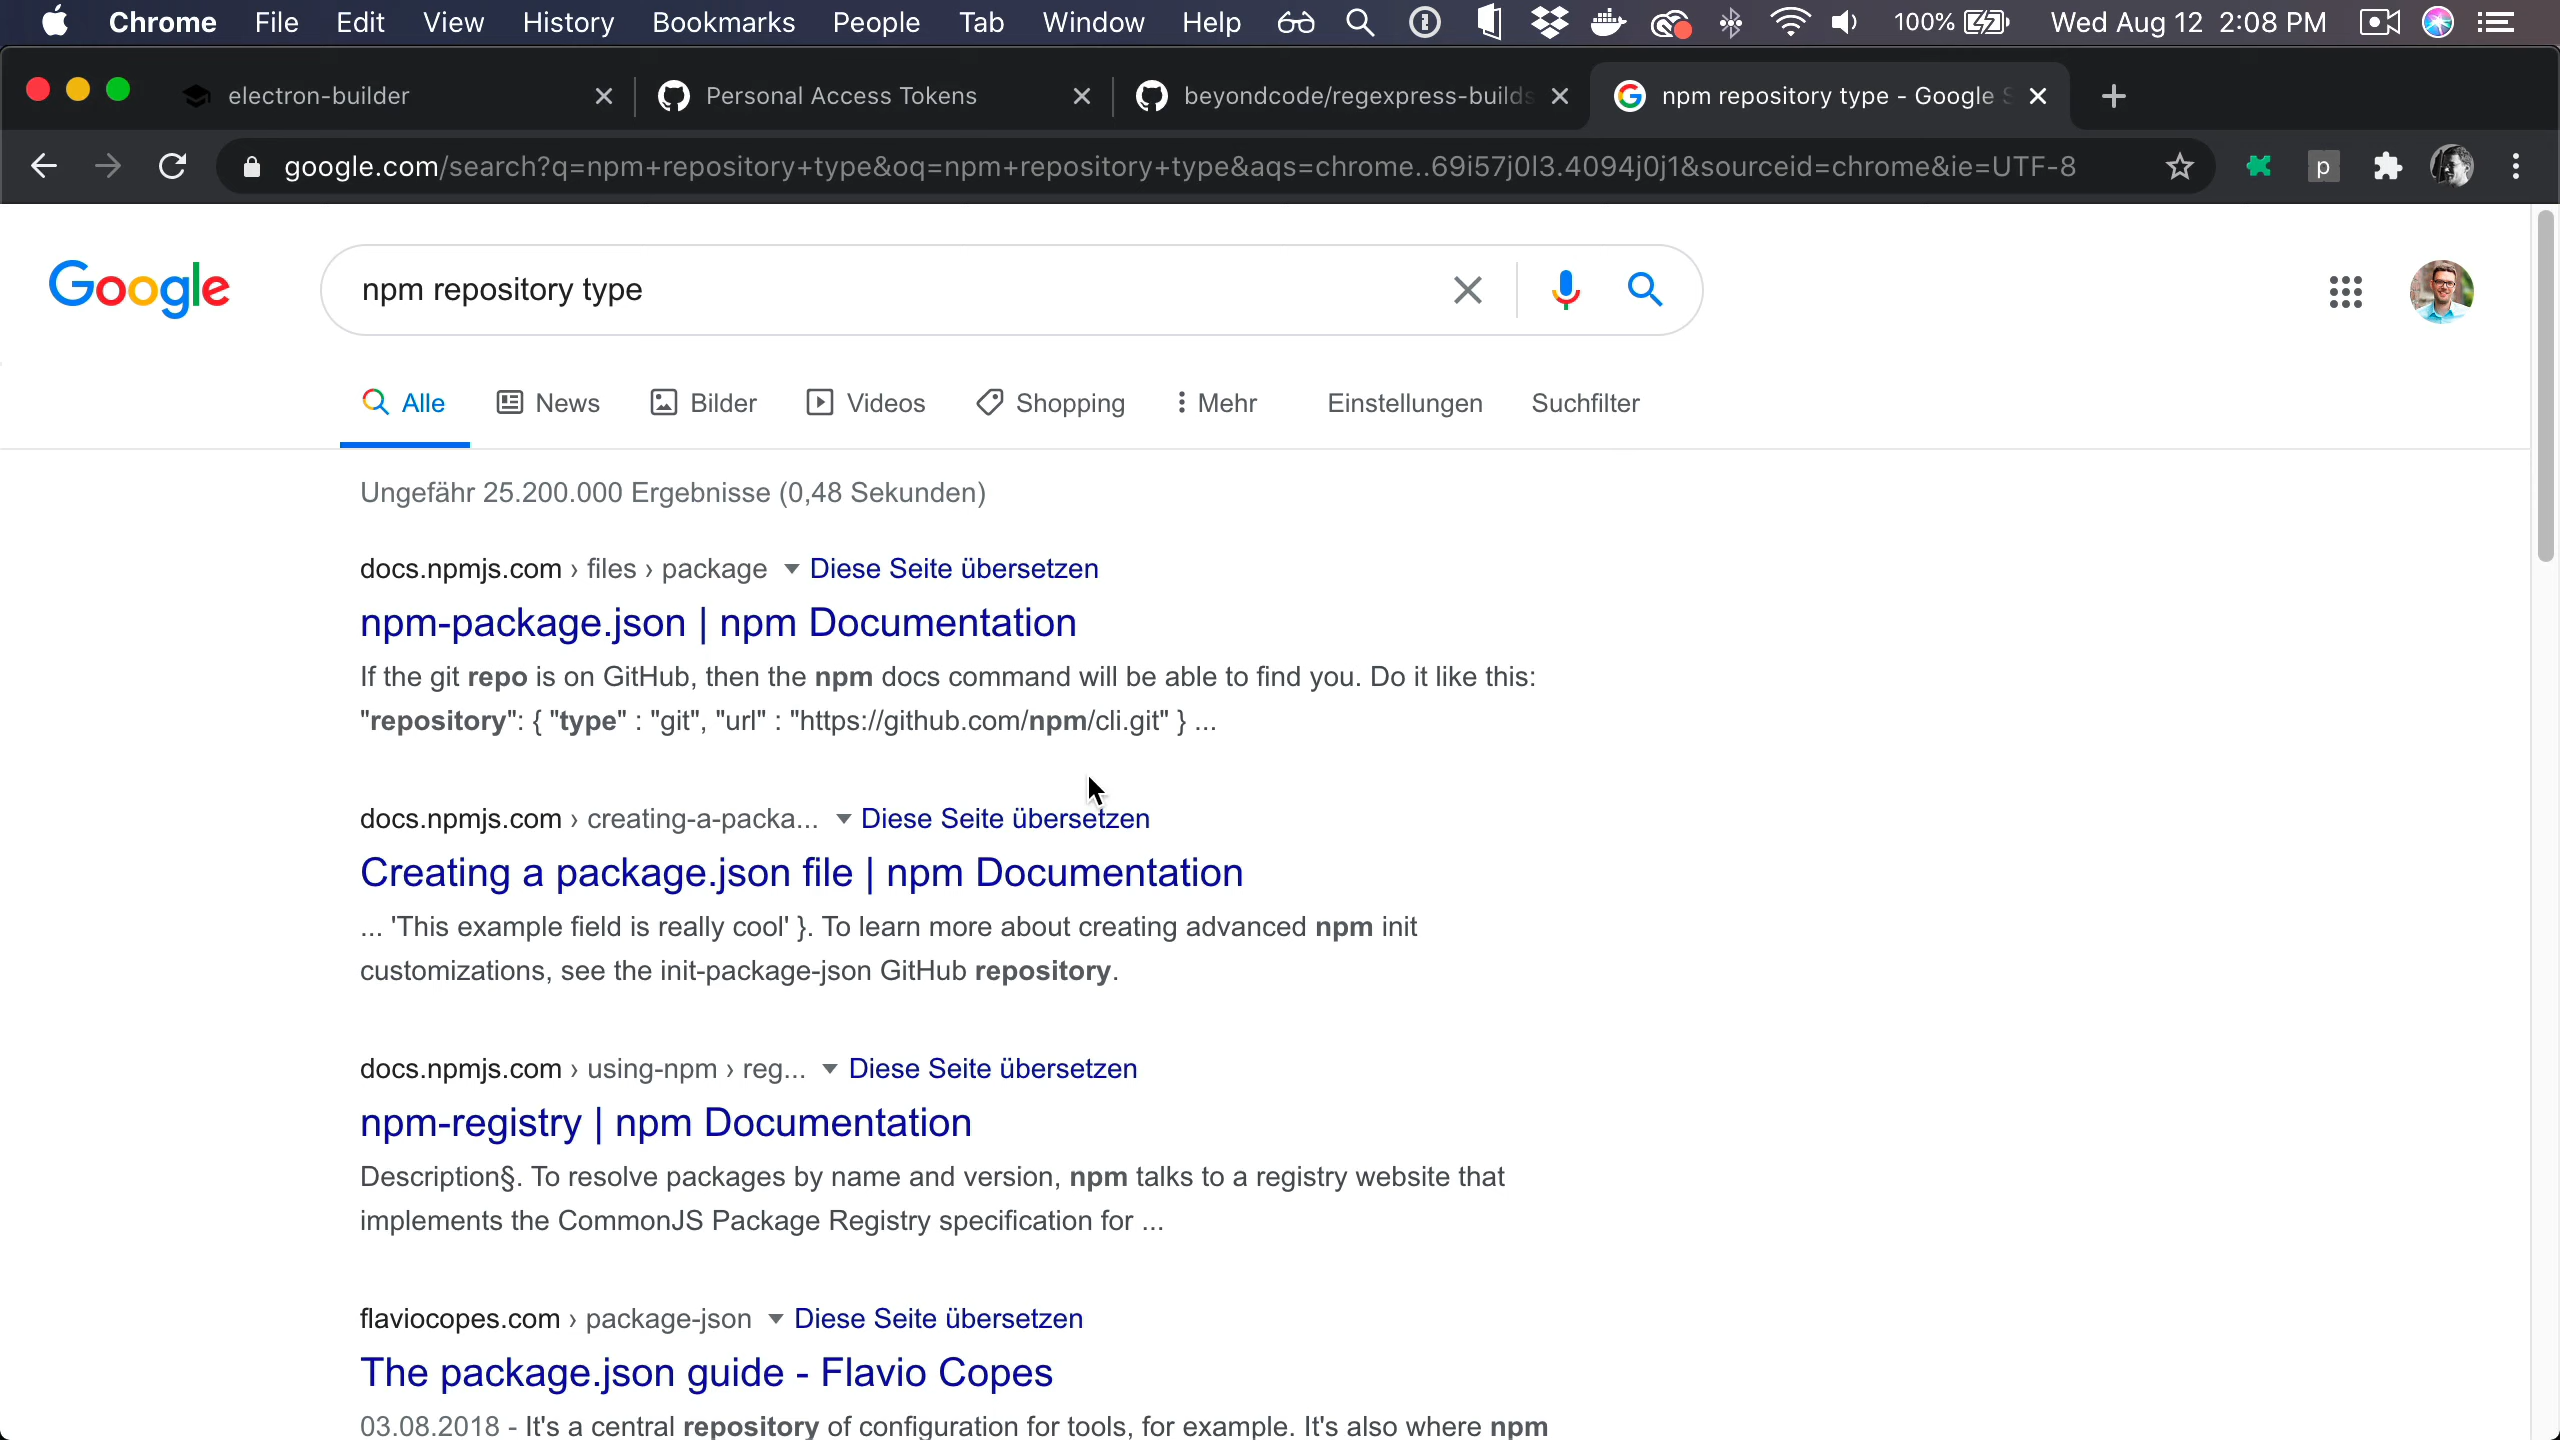 Chrome File Edit View History Bookmarks People Tab Window Help 100% Wed Aug 12 2:08 PM
electron-builder Personal Access Tokens beyondcode/regexpress-builds npm repository type - Google S
google.com/search?q=npm+repository+type&oq=npm+repository+type&aqs=chrome..69i57j0l3.4094j0j1&sourceid=chrome&ie=UTF-8 p
Google npm repository type
Alle News Bilder Videos Shopping Mehr Einstellungen Suchfilter
Ungefähr 25.200.000 Ergebnisse (0,48 Sekunden)
docs.npmjs.com › files › package Diese Seite übersetzen
npm-package.json | npm Documentation
If the git repo is on GitHub, then the npm docs command will be able to find you. Do it like this:
"repository": { "type" : "git", "url" : "https://github.com/npm/cli.git" } ...
docs.npmjs.com › creating-a-packa... Diese Seite übersetzen
Creating a package.json file | npm Documentation
... 'This example field is really cool' }. To learn more about creating advanced npm init
customizations, see the init-package-json GitHub repository.
docs.npmjs.com › using-npm › reg... Diese Seite übersetzen
npm-registry | npm Documentation
Description§. To resolve packages by name and version, npm talks to a registry website that
implements the CommonJS Package Registry specification for ...
flaviocopes.com › package-json Diese Seite übersetzen
The package.json guide - Flavio Copes
03.08.2018 - It's a central repository of configuration for tools, for example. It's also where npm